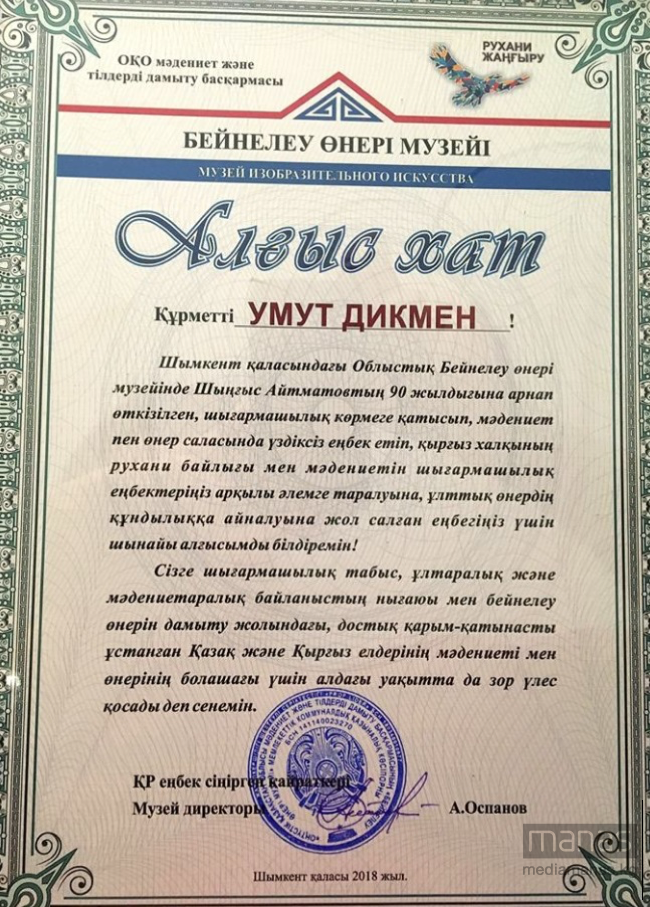 ОҚО мәдениет және
тілдерді дамыту басқармасы
РУХАНИ
ЖАҢҒЫРУ
БЕЙНЕЛЕУ ӨНЕРІ МУЗЕЙІ
МУЗЕЙ ИЗОБРАЗИТЕЛЬНОГО ИСКУССТВА
Алғыс хат
Құрметті УМУТ ДИКМЕН !
Шымкент қаласындағы Облыстық Бейнелеу өнері
музейінде Шыңғыс Айтматовтың 90 жылдығына арнап
өткізілген, шығармашылық көрмеге қатысып, мәдениет
пен өнер саласында үздіксіз еңбек етіп, қырғыз халқының
рухани байлығы мен мәдениетін шығармашылық
еңбектеріңіз арқылы әлемге таралуына, ұлттық өнердің
құндылыққа айналуына жол салған еңбегіңіз үшін
шынайы алғысымды білдіремін!
Сізге шығармашылық табыс, ұлтаралық және
мәдениетаралық байланыстың нығаюы мен бейнелеу
өнерін дамыту жолындағы, достық қарым-қатынасты
ұстанған Қазақ және Қырғыз елдерінің мәдениеті мен
өнерінің болашағы үшін алдағы уақытта да зор үлес
қосады деп сенемін.
ҚР еңбек сіңірген қайраткері
Музей директоры А.Оспанов
БСН 141140023270
Шымкент қаласы 2018 жыл.